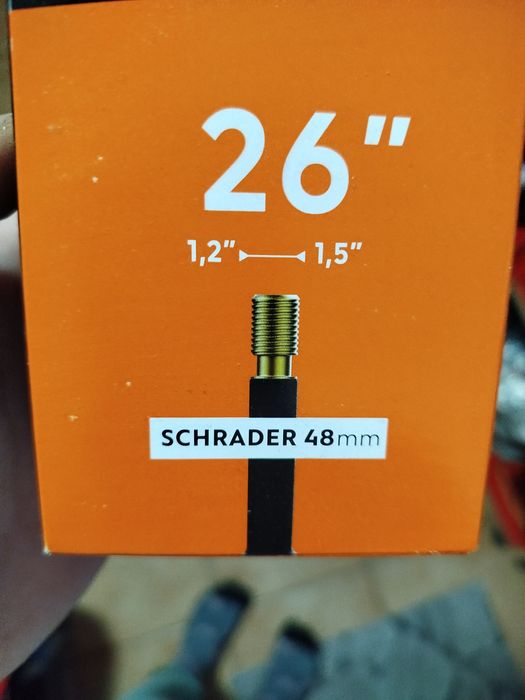 26"
1,2" 1,5"
SCHRADER 48mm